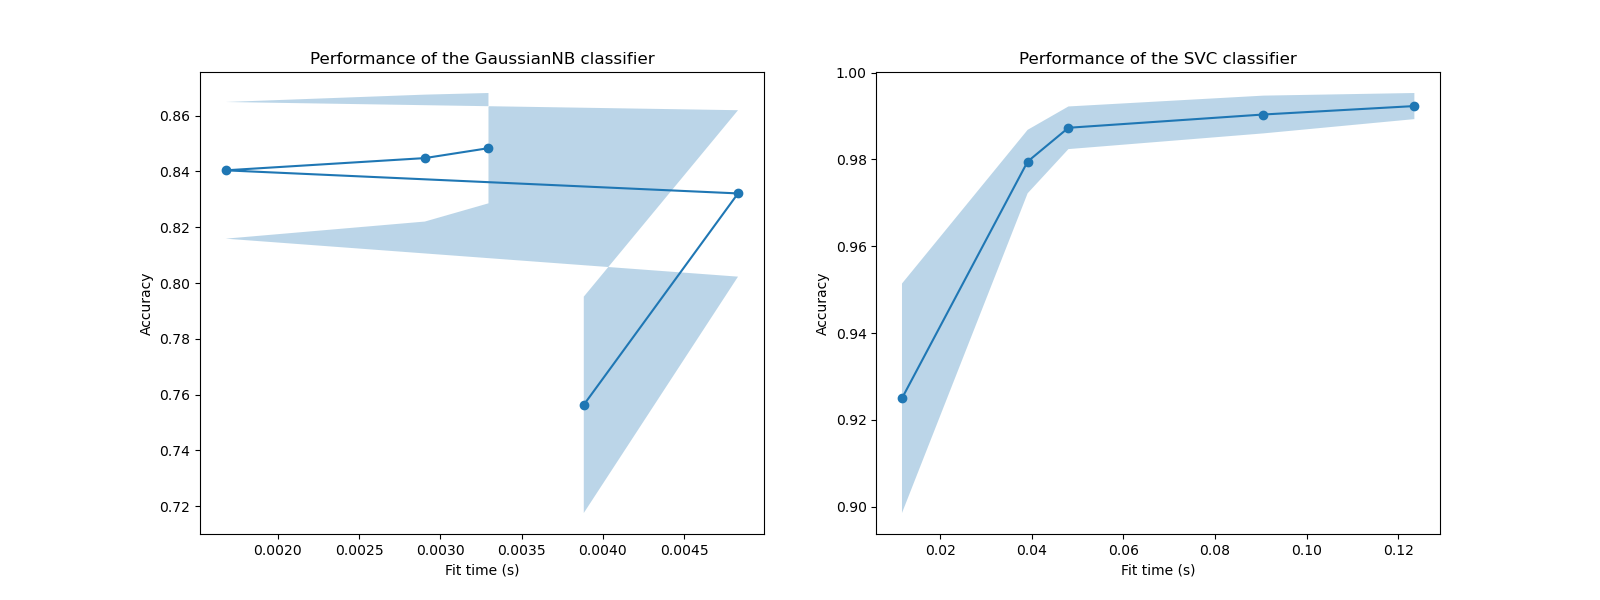 Performance of the GaussianNB classifier
0.86
0.84
0.82
0.80
0.78
0.76
0.74
0.72
Accuracy
0.0020 0.0025 0.0030 0.0035 0.0040 0.0045
Fit time (s)
Performance of the SVC classifier
1.00
0.98
0.96
0.94
0.92
0.90
Accuracy
0.02 0.04 0.06 0.08 0.10 0.12
Fit time (s)